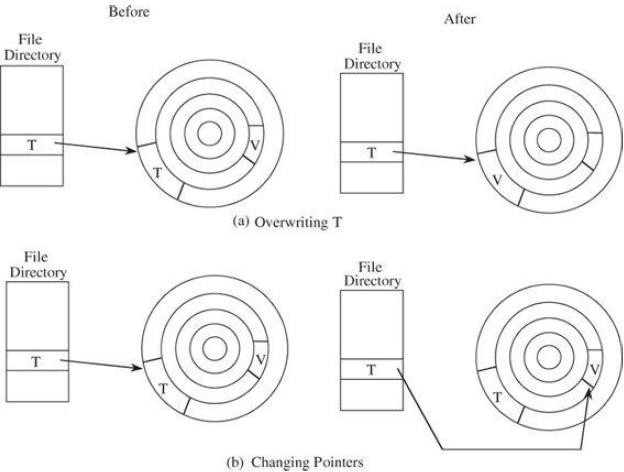 Before
After
File
Directory
T
T
V
File
Directory
T
V
(a) Overwriting T
File
Directory
T
T
V
File
Directory
T
T
V
(b) Changing Pointers